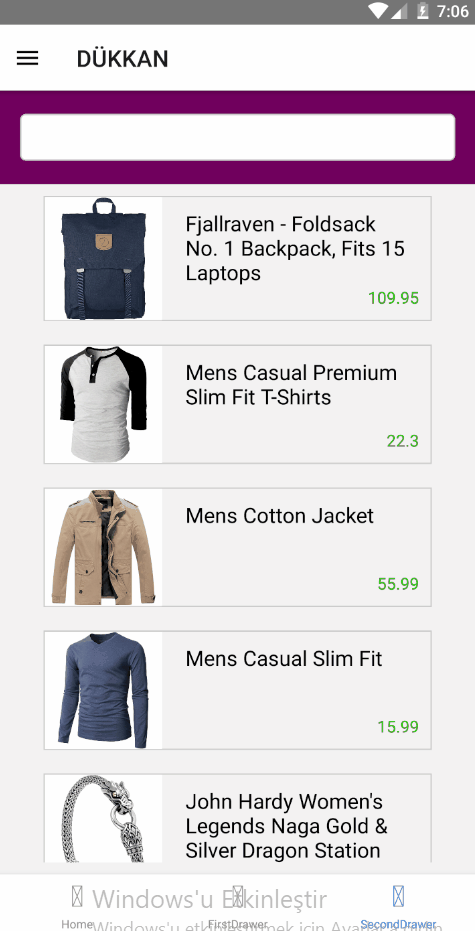 7:06
DÜKKAN
Fjallraven - Foldsack
No. 1 Backpack, Fits 15
Laptops
109.95
Mens Casual Premium
Slim Fit T-Shirts
22.3
Mens Cotton Jacket
55.99
Mens Casual Slim Fit
15.99
John Hardy Women's
Legends Naga Gold &
Silver Dragon Station
Windows'u Etkinleştir
Home
FirstDrawer
SecondDrawer
Windows'u etkinleştirmek için Ayarlar'a gidin